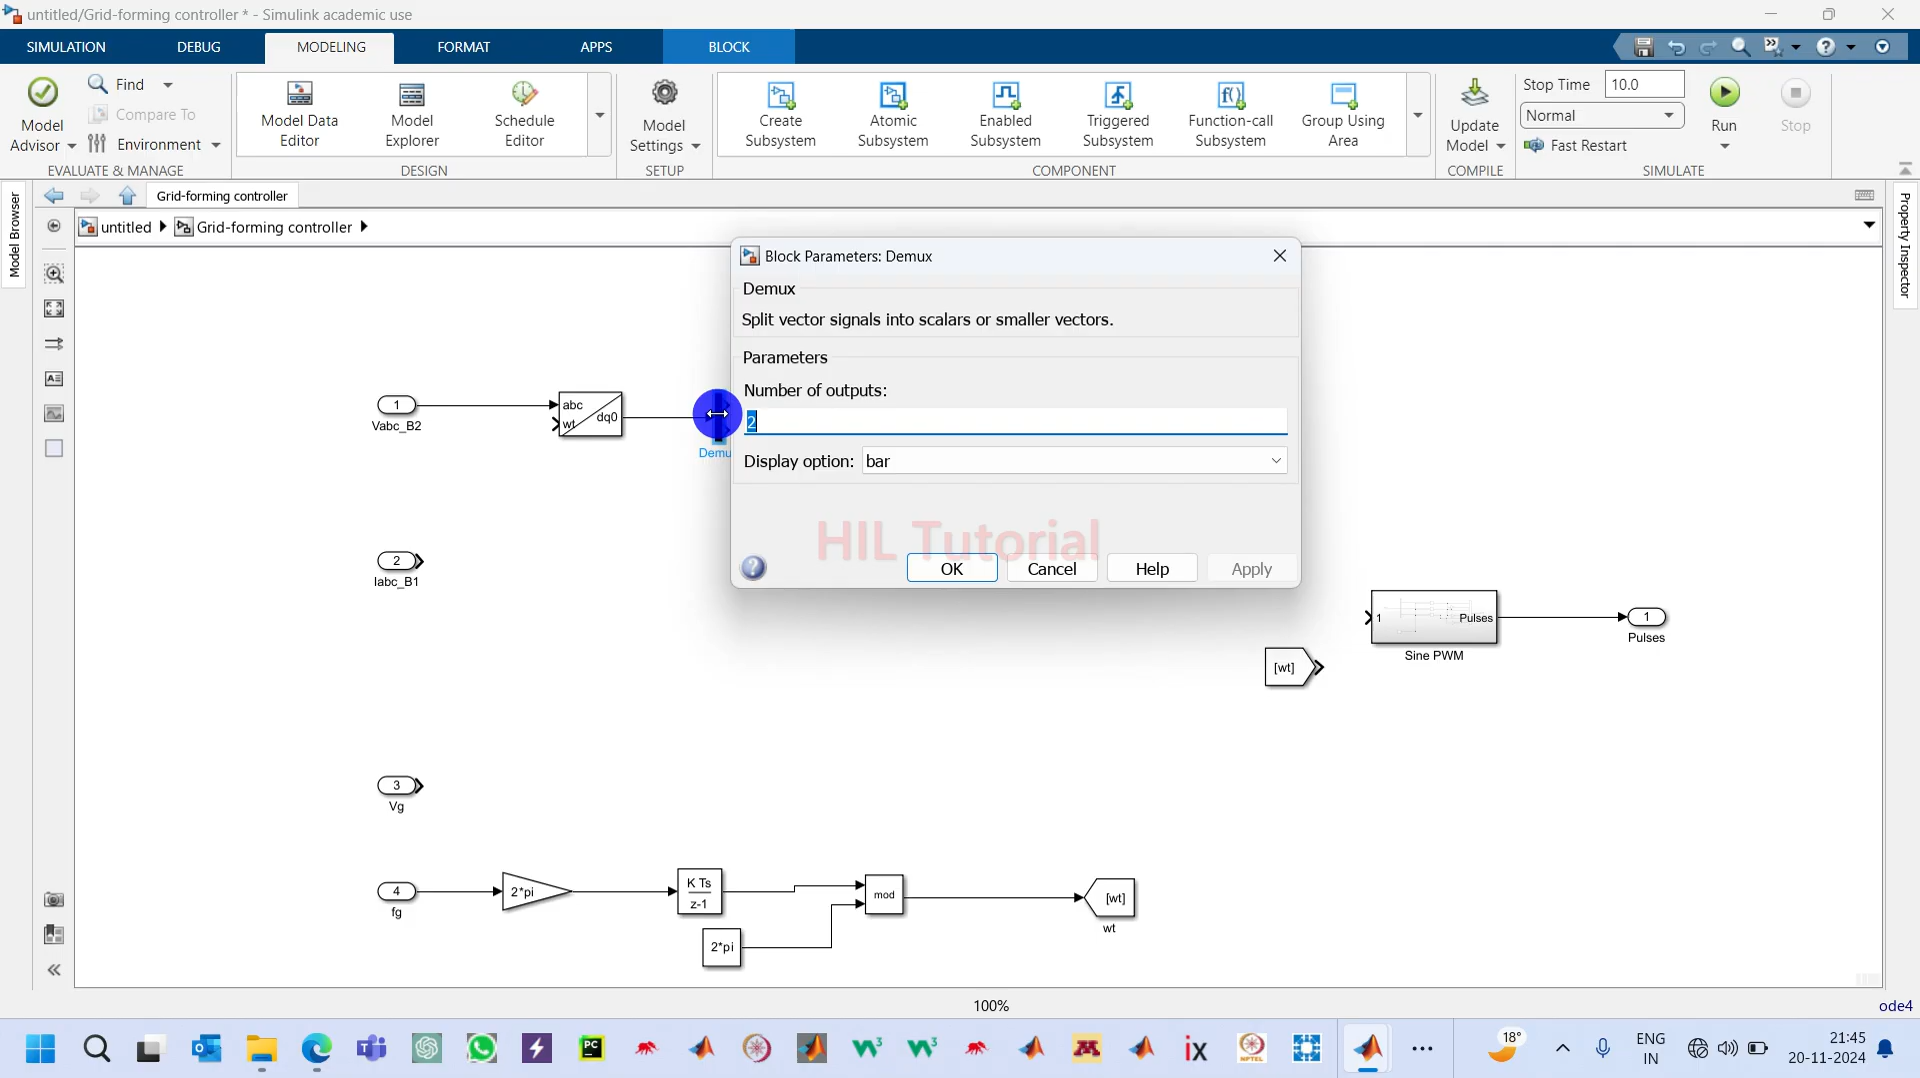 untitled/Grid-forming controller * - Simulink academic use
SIMULATION DEBUG MODELING FORMAT APPS BLOCK
Model Advisor
Find
Compare To
Environment
EVALUATE & MANAGE
Model Data Editor
Model Explorer
Schedule Editor
DESIGN
Model Settings
SETUP
Create Subsystem
Atomic Subsystem
Enabled Subsystem
Triggered Subsystem
Function-call Subsystem
Group Using Area
COMPONENT
Update Model
COMPILE
Stop Time 10.0
Normal
Fast Restart
Run
Stop
SIMULATE
Model Browser
Property Inspector
Grid-forming controller
untitled Grid-forming controller
Block Parameters: Demux
Demux
Split vector signals into scalars or smaller vectors.
Parameters
Number of outputs:
2
Display option: bar
HIL Tutorial
OK Cancel Help Apply
1
Vabc_B2
abc
wt
dq0
Demu
2
Iabc_B1
1 Pulses
Sine PWM
1
Pulses
[wt]
3
Vg
4
fg
2*pi
K Ts
z-1
2*pi
mod
[wt]
wt
100%
ode4
PC
ix
NPTEL
18°
ENG
IN
21:45
20-11-2024